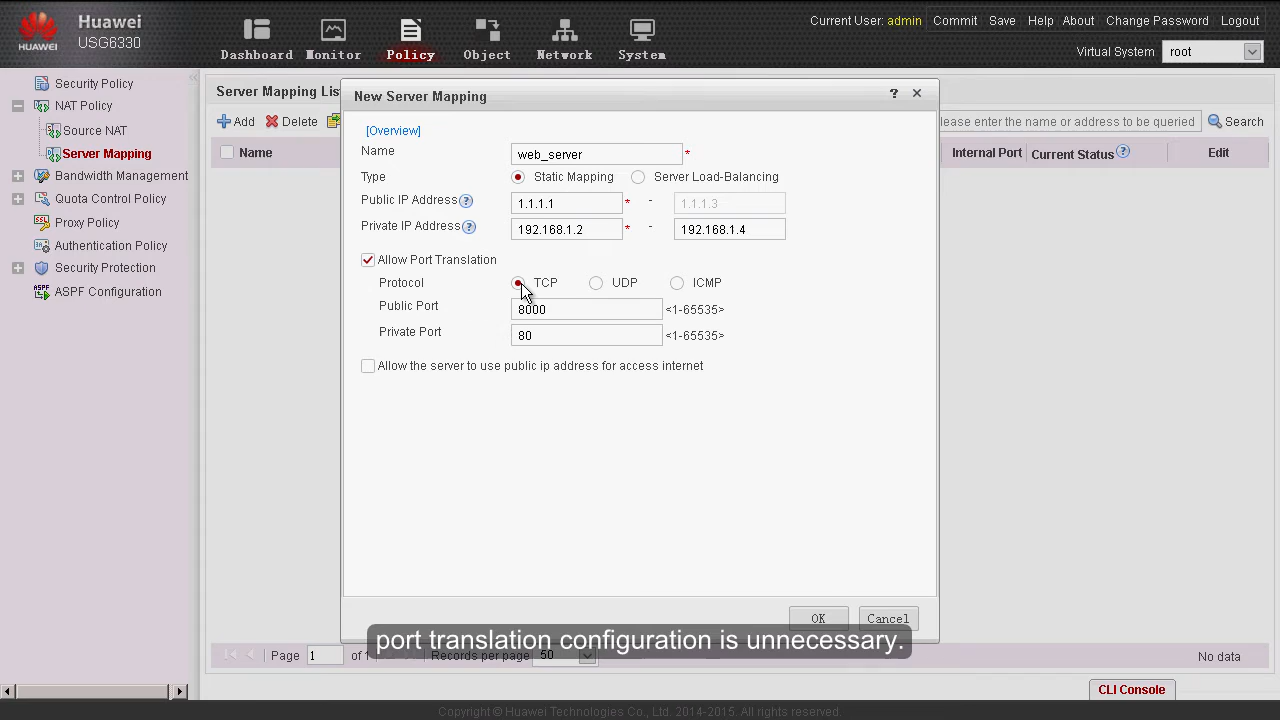 Huawei
USG6330
HUAWEI
Dashboard Monitor Policy Object Network System
Current User: admin Commit Save Help About Change Password Logout
Virtual System root
Security Policy
NAT Policy
Source NAT
Server Mapping
Bandwidth Management
Quota Control Policy
Proxy Policy
Authentication Policy
Security Protection
ASPF Configuration
Server Mapping Lis
Add Delete
lease enter the name or address to be queried Search
Name Internal Port Current Status ? Edit
New Server Mapping ?
[Overview]
Name web_server *
Type Static Mapping Server Load-Balancing
Public IP Address ? 1.1.1.1 * - 1.1.1.3
Private IP Address ? 192.168.1.2 * - 192.168.1.4
Allow Port Translation
Protocol TCP UDP ICMP
Public Port 8000 <1-65535>
Private Port 80 <1-65535>
Allow the server to use public ip address for access internet
OK Cancel
port translation configuration is unnecessary.
Page 1 of 1 Records per page 50 No data
CLI Console
Copyright © Huawei Technologies Co., Ltd. 2014-2015. All rights reserved.